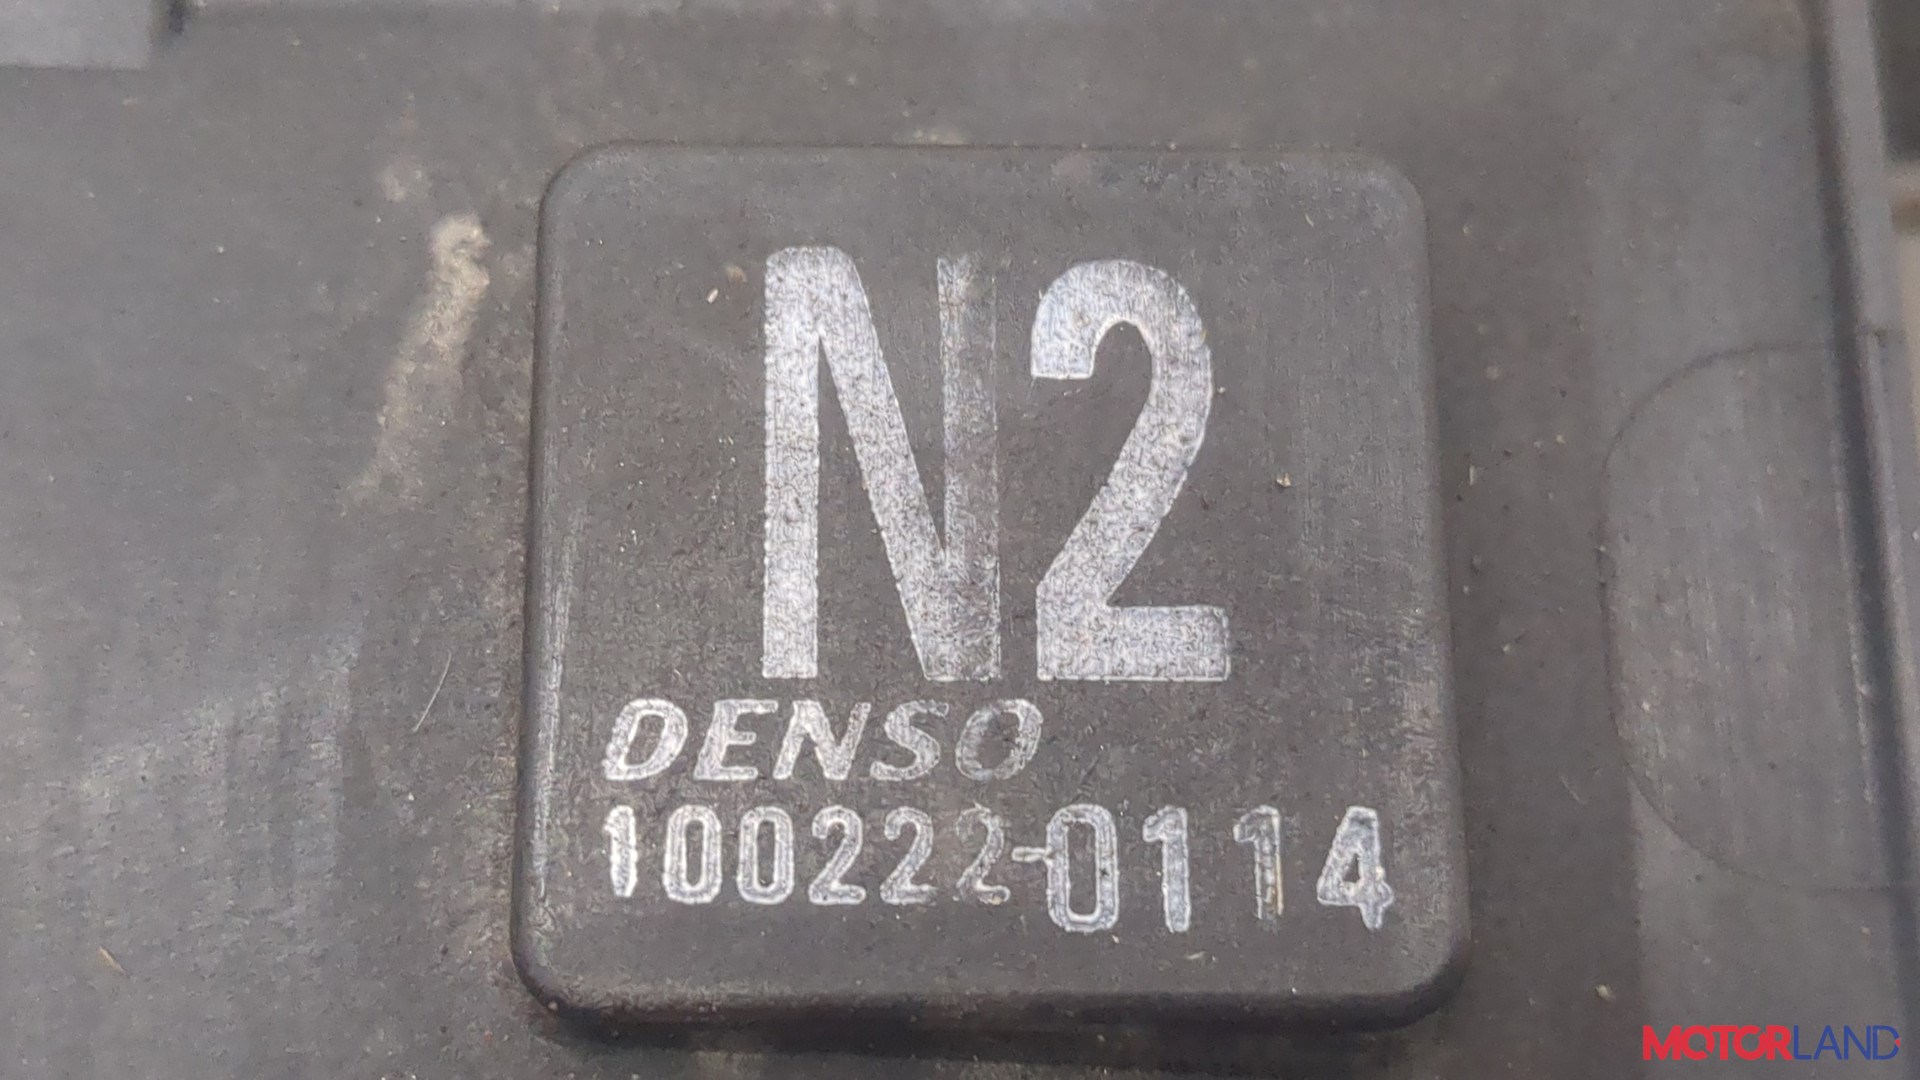 N2
DENSO
100222-0114
MOTORLAND